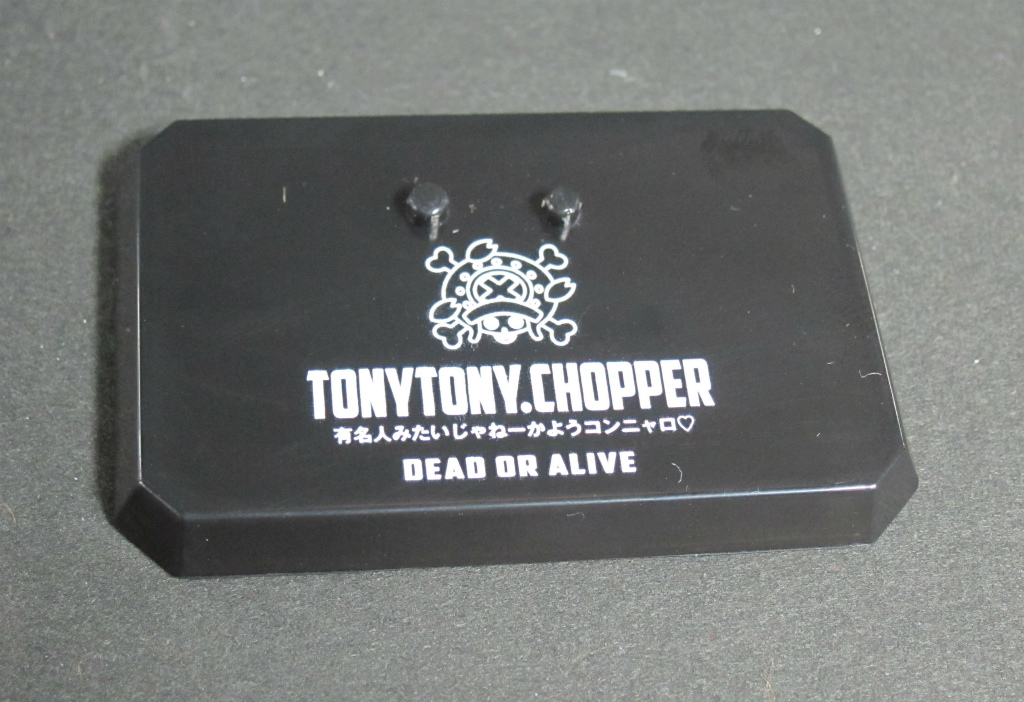 TONYTONY.CHOPPER
有名人みたいじゃねーかようコンニャロ♡
DEAD OR ALIVE